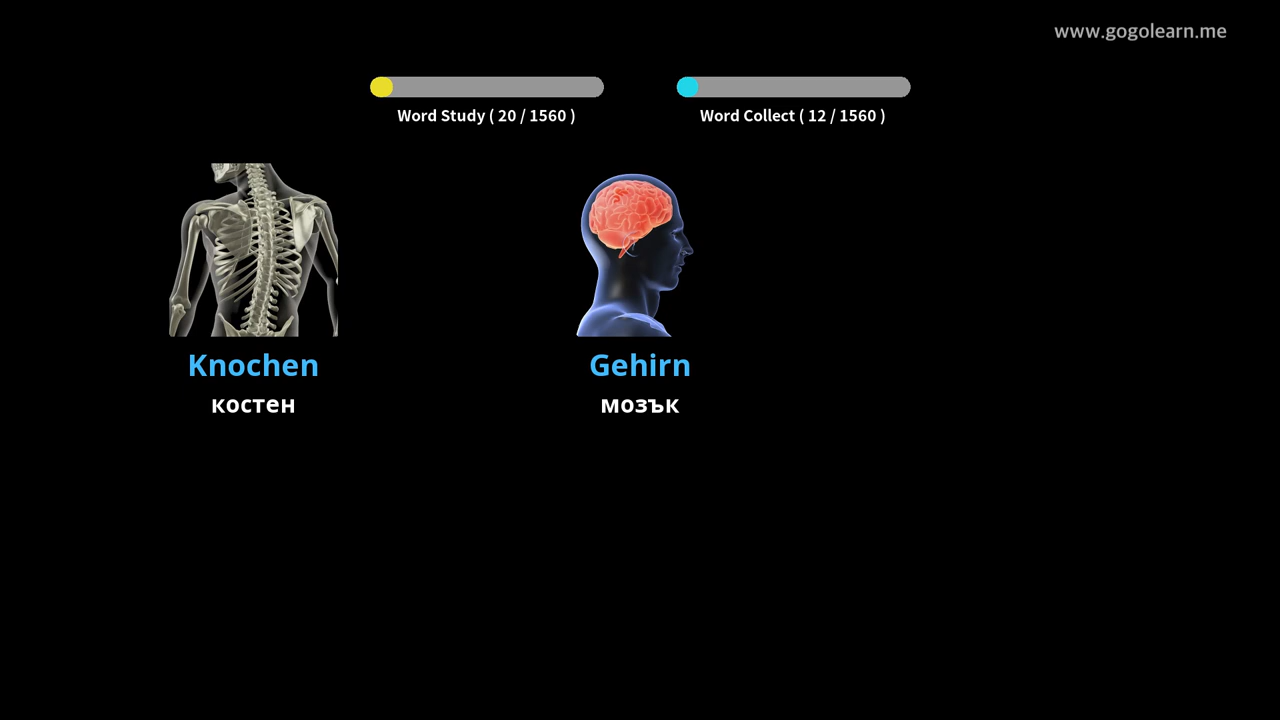 www.gogolearn.me
Word Study ( 20 / 1560 )
Word Collect ( 12 / 1560 )
Knochen
костен
Gehirn
мозък